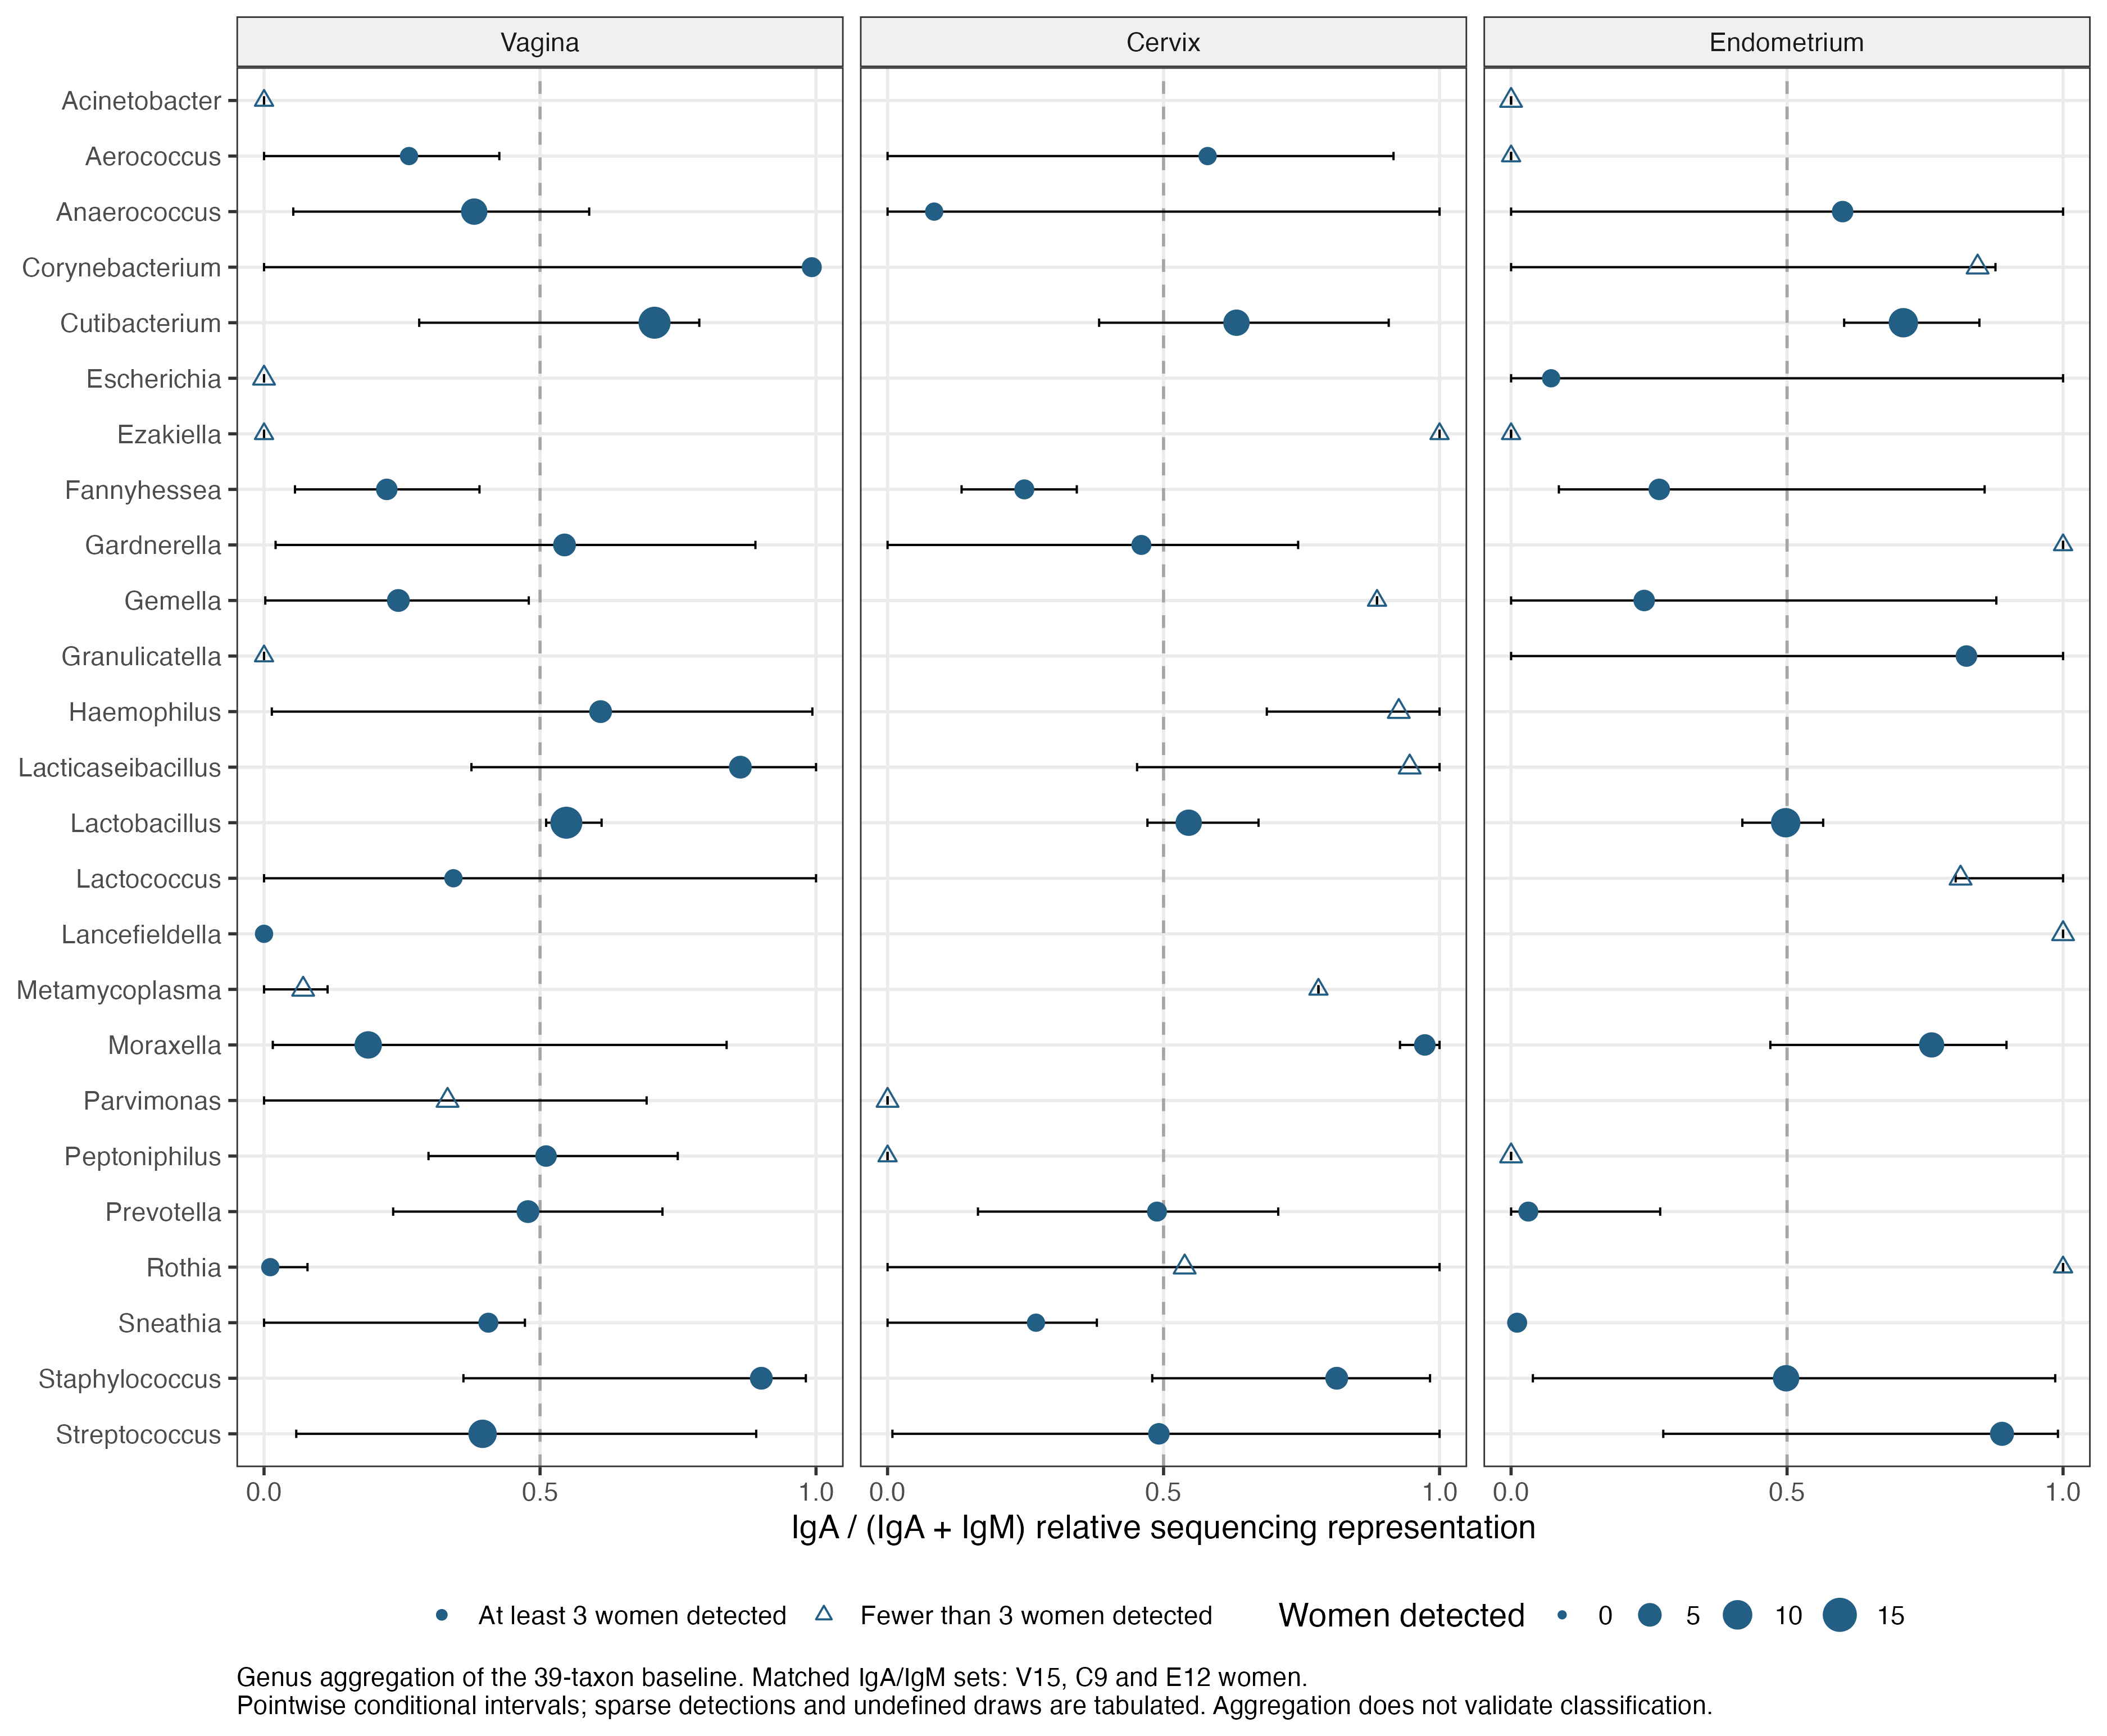 Vagina Cervix Endometrium
Acinetobacter
Aerococcus
Anaerococcus
Corynebacterium
Cutibacterium
Escherichia
Ezakiella
Fannyhessea
Gardnerella
Gemella
Granulicatella
Haemophilus
Lacticaseibacillus
Lactobacillus
Lactococcus
Lancefieldella
Metamycoplasma
Moraxella
Parvimonas
Peptoniphilus
Prevotella
Rothia
Sneathia
Staphylococcus
Streptococcus
0.0 0.5 1.0 0.0 0.5 1.0 0.0 0.5 1.0
IgA / (IgA + IgM) relative sequencing representation
At least 3 women detected Fewer than 3 women detected Women detected 0 5 10 15
Genus aggregation of the 39-taxon baseline. Matched IgA/IgM sets: V15, C9 and E12 women.
Pointwise conditional intervals; sparse detections and undefined draws are tabulated. Aggregation does not validate classification.